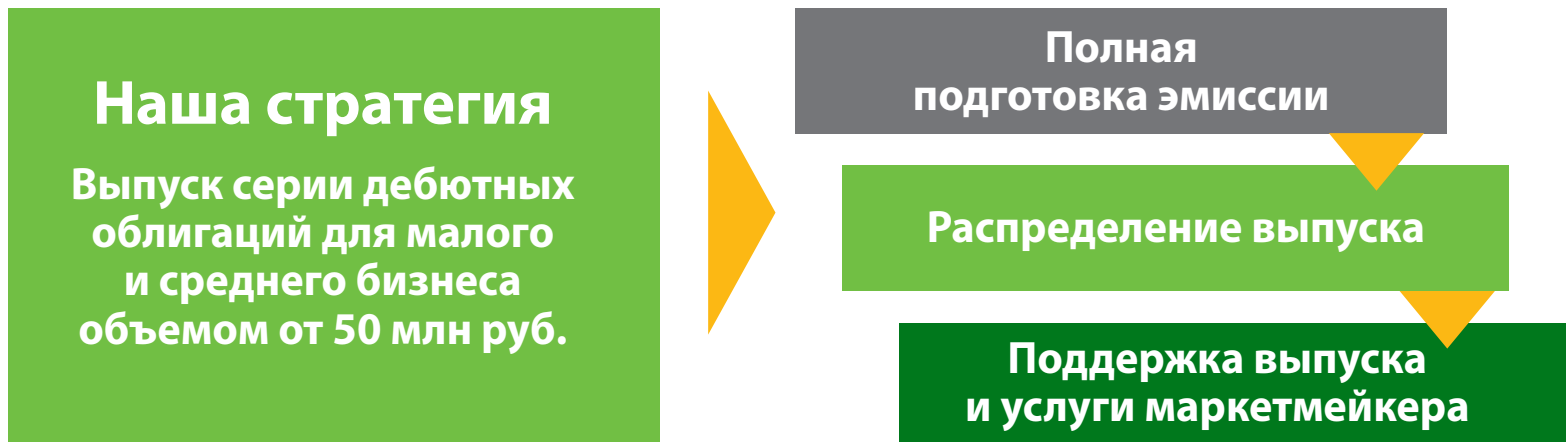 Наша стратегия
Выпуск серии дебютных
облигаций для малого
и среднего бизнеса
объемом от 50 млн руб.
Полная
подготовка эмиссии
Распределение выпуска
Поддержка выпуска
и услуги маркетмейкера